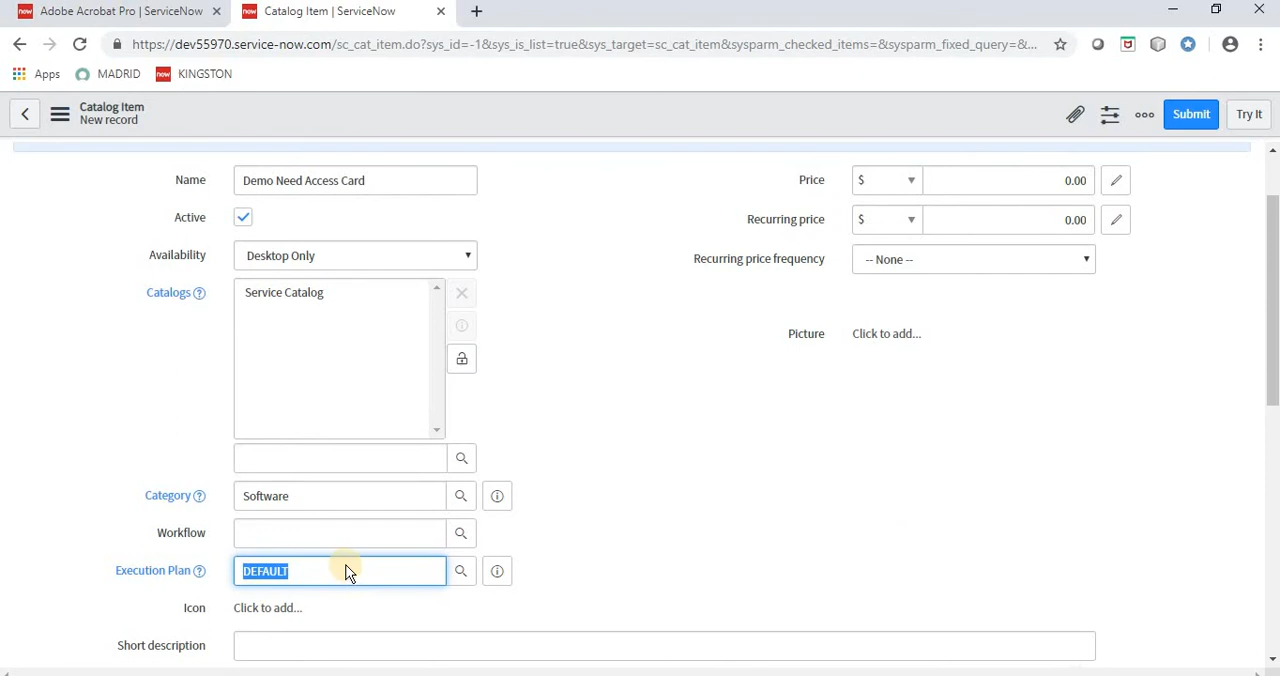 now Adobe Acrobat Pro | ServiceNow
now Catalog Item | ServiceNow
https://dev55970.service-now.com/sc_cat_item.do?sys_id=-1&sys_is_list=true&sys_target=sc_cat_item&sysparm_checked_items=&sysparm_fixed_query=&...
Apps MADRID now KINGSTON
Catalog Item
New record
Submit Try It
Name Demo Need Access Card Price $ 0.00
Active Recurring price $ 0.00
Availability Desktop Only Recurring price frequency -- None --
Catalogs Service Catalog
Picture Click to add...
Category Software
Workflow
Execution Plan DEFAULT
Icon Click to add...
Short description